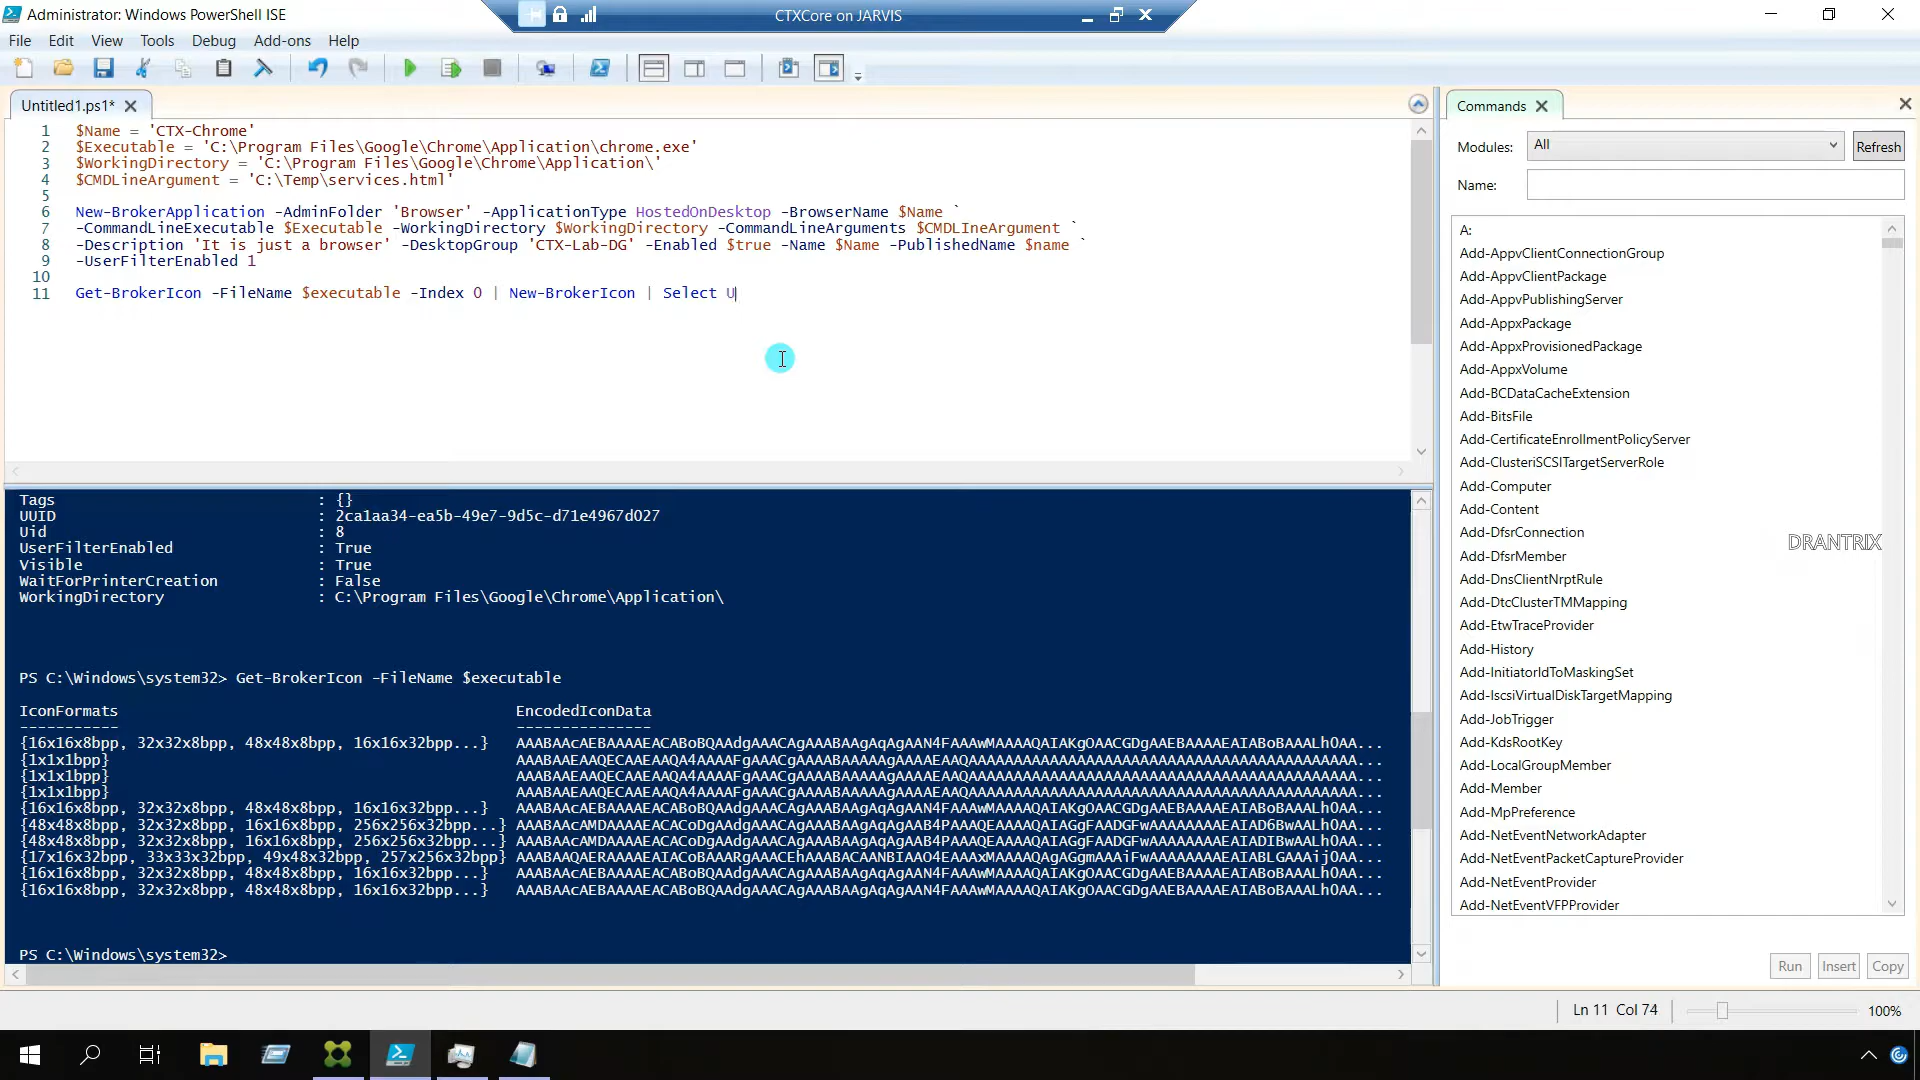 Administrator: Windows PowerShell ISE
CTXCore on JARVIS
File Edit View Tools Debug Add-ons Help
Untitled1.ps1*
1 $Name = 'CTX-Chrome'
2 $Executable = 'C:\Program Files\Google\Chrome\Application\chrome.exe'
3 $WorkingDirectory = 'C:\Program Files\Google\Chrome\Application\'
4 $CMDLineArgument = 'C:\Temp\services.html'
5
6 New-BrokerApplication -AdminFolder 'Browser' -ApplicationType HostedOnDesktop -BrowserName $Name `
7 -CommandLineExecutable $Executable -WorkingDirectory $WorkingDirectory -CommandLineArguments $CMDLIneArgument `
8 -Description 'It is just a browser' -DesktopGroup 'CTX-Lab-DG' -Enabled $true -Name $Name -PublishedName $name `
9 -UserFilterEnabled 1
10
11 Get-BrokerIcon -FileName $executable -Index 0 | New-BrokerIcon | Select U
Tags : {}
UUID : 2ca1aa34-ea5b-49e7-9d5c-d71e4967d027
Uid : 8
UserFilterEnabled : True
Visible : True
WaitForPrinterCreation : False
WorkingDirectory : C:\Program Files\Google\Chrome\Application\
PS C:\Windows\system32> Get-BrokerIcon -FileName $executable
IconFormats EncodedIconData
----------- ---------------
{16x16x8bpp, 32x32x8bpp, 48x48x8bpp, 16x16x32bpp...} AAABAAcAEBAAAAEACABoBQAAdgAAACAgAAABAAgAqAgAAN4FAAAwMAAAAQAIAKgOAACGDgAAEBAAAAEAIABoBAAALhOAA...
{1x1x1bpp} AAABAAEAAQECAAEAAQA4AAAAFgAAACgAAAABAAAAAgAAAAEAAQAAAAAAAAAAAAAAAAAAAAAAAAAAAAAAAAAAAAAAAAAA...
{1x1x1bpp} AAABAAEAAQECAAEAAQA4AAAAFgAAACgAAAABAAAAAgAAAAEAAQAAAAAAAAAAAAAAAAAAAAAAAAAAAAAAAAAAAAAAAAAA...
{1x1x1bpp} AAABAAEAAQECAAEAAQA4AAAAFgAAACgAAAABAAAAAgAAAAEAAQAAAAAAAAAAAAAAAAAAAAAAAAAAAAAAAAAAAAAAAAAA...
{16x16x8bpp, 32x32x8bpp, 48x48x8bpp, 16x16x32bpp...} AAABAAcAEBAAAAEACABoBQAAdgAAACAgAAABAAgAqAgAAN4FAAAwMAAAAQAIAKgOAACGDgAAEBAAAAEAIABoBAAALhOAA...
{48x48x8bpp, 32x32x8bpp, 16x16x8bpp, 256x256x32bpp...} AAABAAcAMDAAAAEACACoDgAAdgAAACAgAAABAAgAqAgAAB4PAAAQEAAAAQAIAGgFAADGFwAAAAAAAAEAIAD6BwAALhOAA...
{48x48x8bpp, 32x32x8bpp, 16x16x8bpp, 256x256x32bpp...} AAABAAcAMDAAAAEACACoDgAAdgAAACAgAAABAAgAqAgAAB4PAAAQEAAAAQAIAGgFAADGFwAAAAAAAAEAIADIBwAALhOAA...
{17x16x32bpp, 33x33x32bpp, 49x48x32bpp, 257x256x32bpp} AAABAAQAERAAAAEAIACoBAAARgAAACEhAAABACAANBIAAO4EAAAxMAAAAQAgAGgmAAAiFwAAAAAAAAEAIABLGAAAijOAA...
{16x16x8bpp, 32x32x8bpp, 48x48x8bpp, 16x16x32bpp...} AAABAAcAEBAAAAEACABoBQAAdgAAACAgAAABAAgAqAgAAN4FAAAwMAAAAQAIAKgOAACGDgAAEBAAAAEAIABoBAAALhOAA...
{16x16x8bpp, 32x32x8bpp, 48x48x8bpp, 16x16x32bpp...} AAABAAcAEBAAAAEACABoBQAAdgAAACAgAAABAAgAqAgAAN4FAAAwMAAAAQAIAKgOAACGDgAAEBAAAAEAIABoBAAALhOAA...
PS C:\Windows\system32>
Commands
Modules: All Refresh
Name:
A:
Add-AppvClientConnectionGroup
Add-AppvClientPackage
Add-AppvPublishingServer
Add-AppxPackage
Add-AppxProvisionedPackage
Add-AppxVolume
Add-BCDataCacheExtension
Add-BitsFile
Add-CertificateEnrollmentPolicyServer
Add-ClusteriSCSITargetServerRole
Add-Computer
Add-Content
Add-DfsrConnection
Add-DfsrMember
Add-DnsClientNrptRule
Add-DtcClusterTMMapping
Add-EtwTraceProvider
Add-History
Add-InitiatorIdToMaskingSet
Add-IscsiVirtualDiskTargetMapping
Add-JobTrigger
Add-KdsRootKey
Add-LocalGroupMember
Add-Member
Add-MpPreference
Add-NetEventNetworkAdapter
Add-NetEventPacketCaptureProvider
Add-NetEventProvider
Add-NetEventVFPProvider
DRANTRIX
Run Insert Copy
Ln 11 Col 74 100%